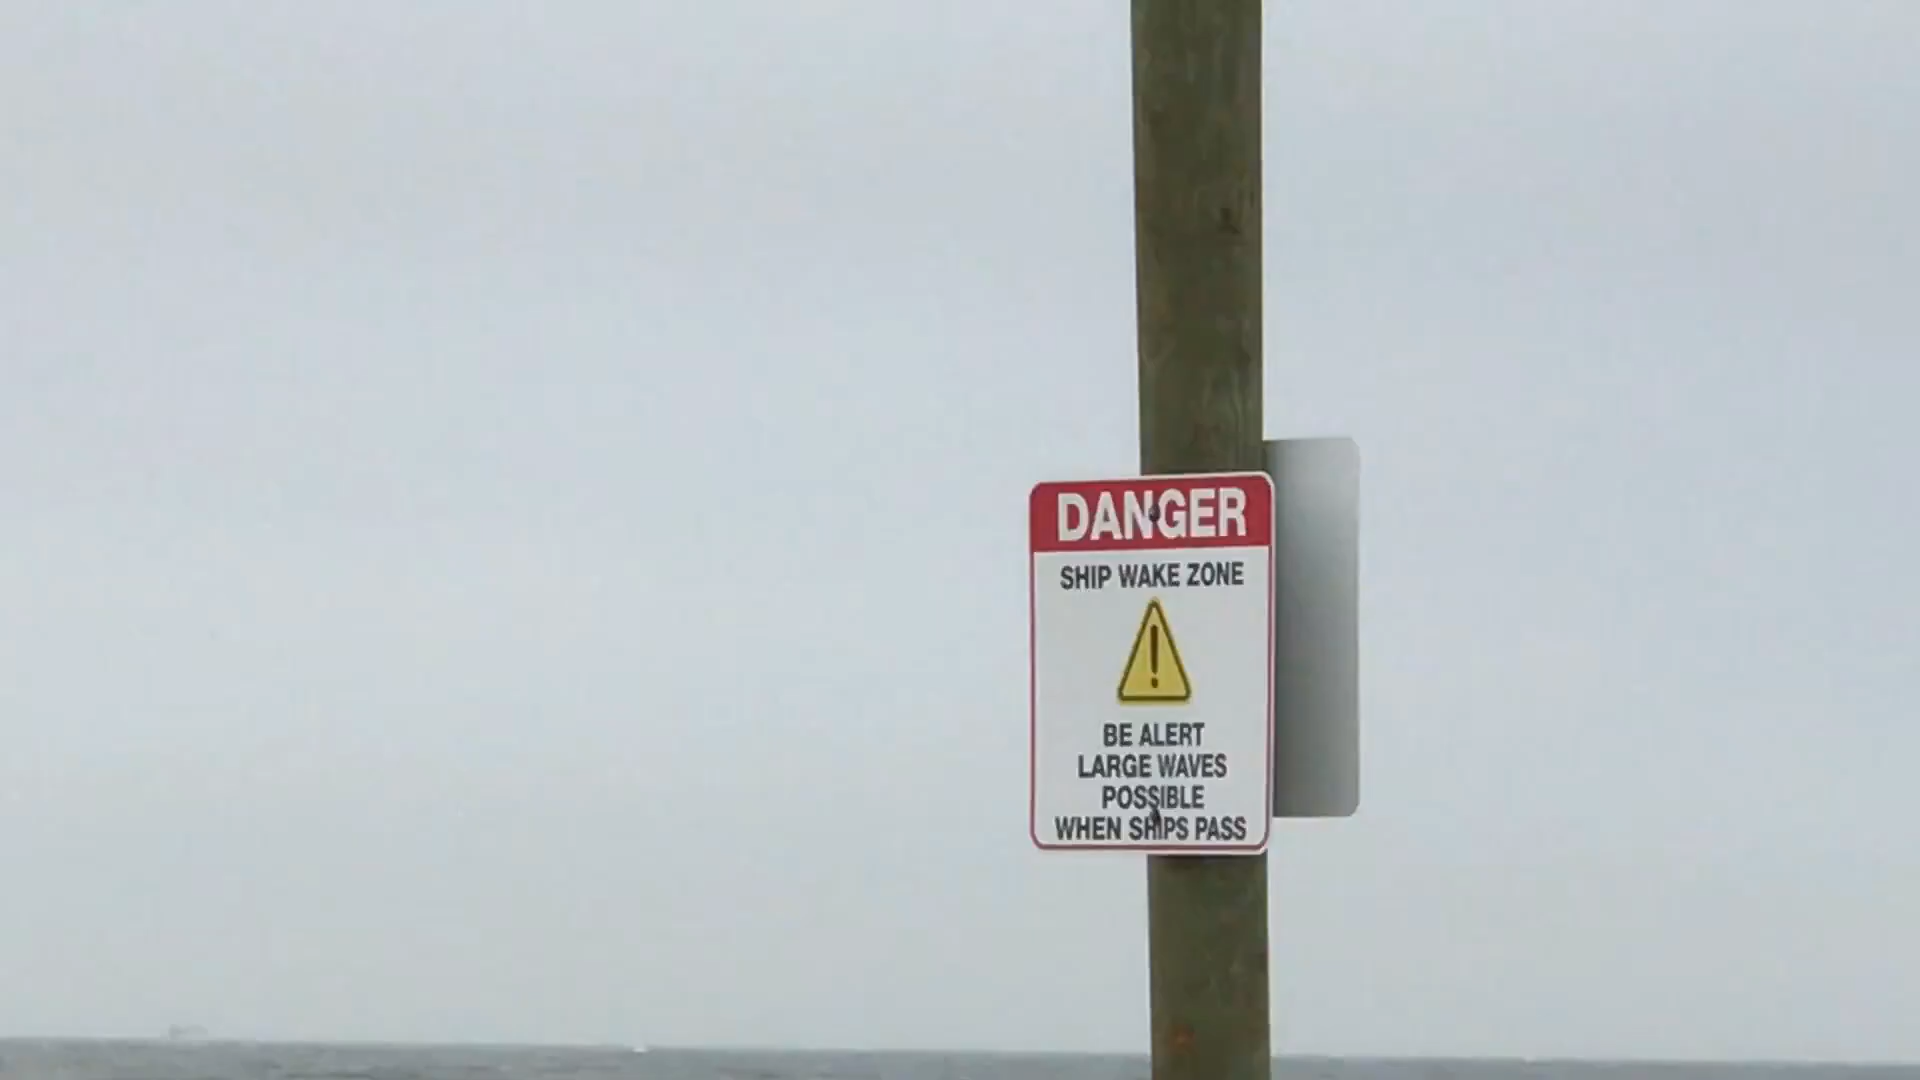 DANGER
SHIP WAKE ZONE
!
BE ALERT
LARGE WAVES
POSSIBLE
WHEN SHIPS PASS